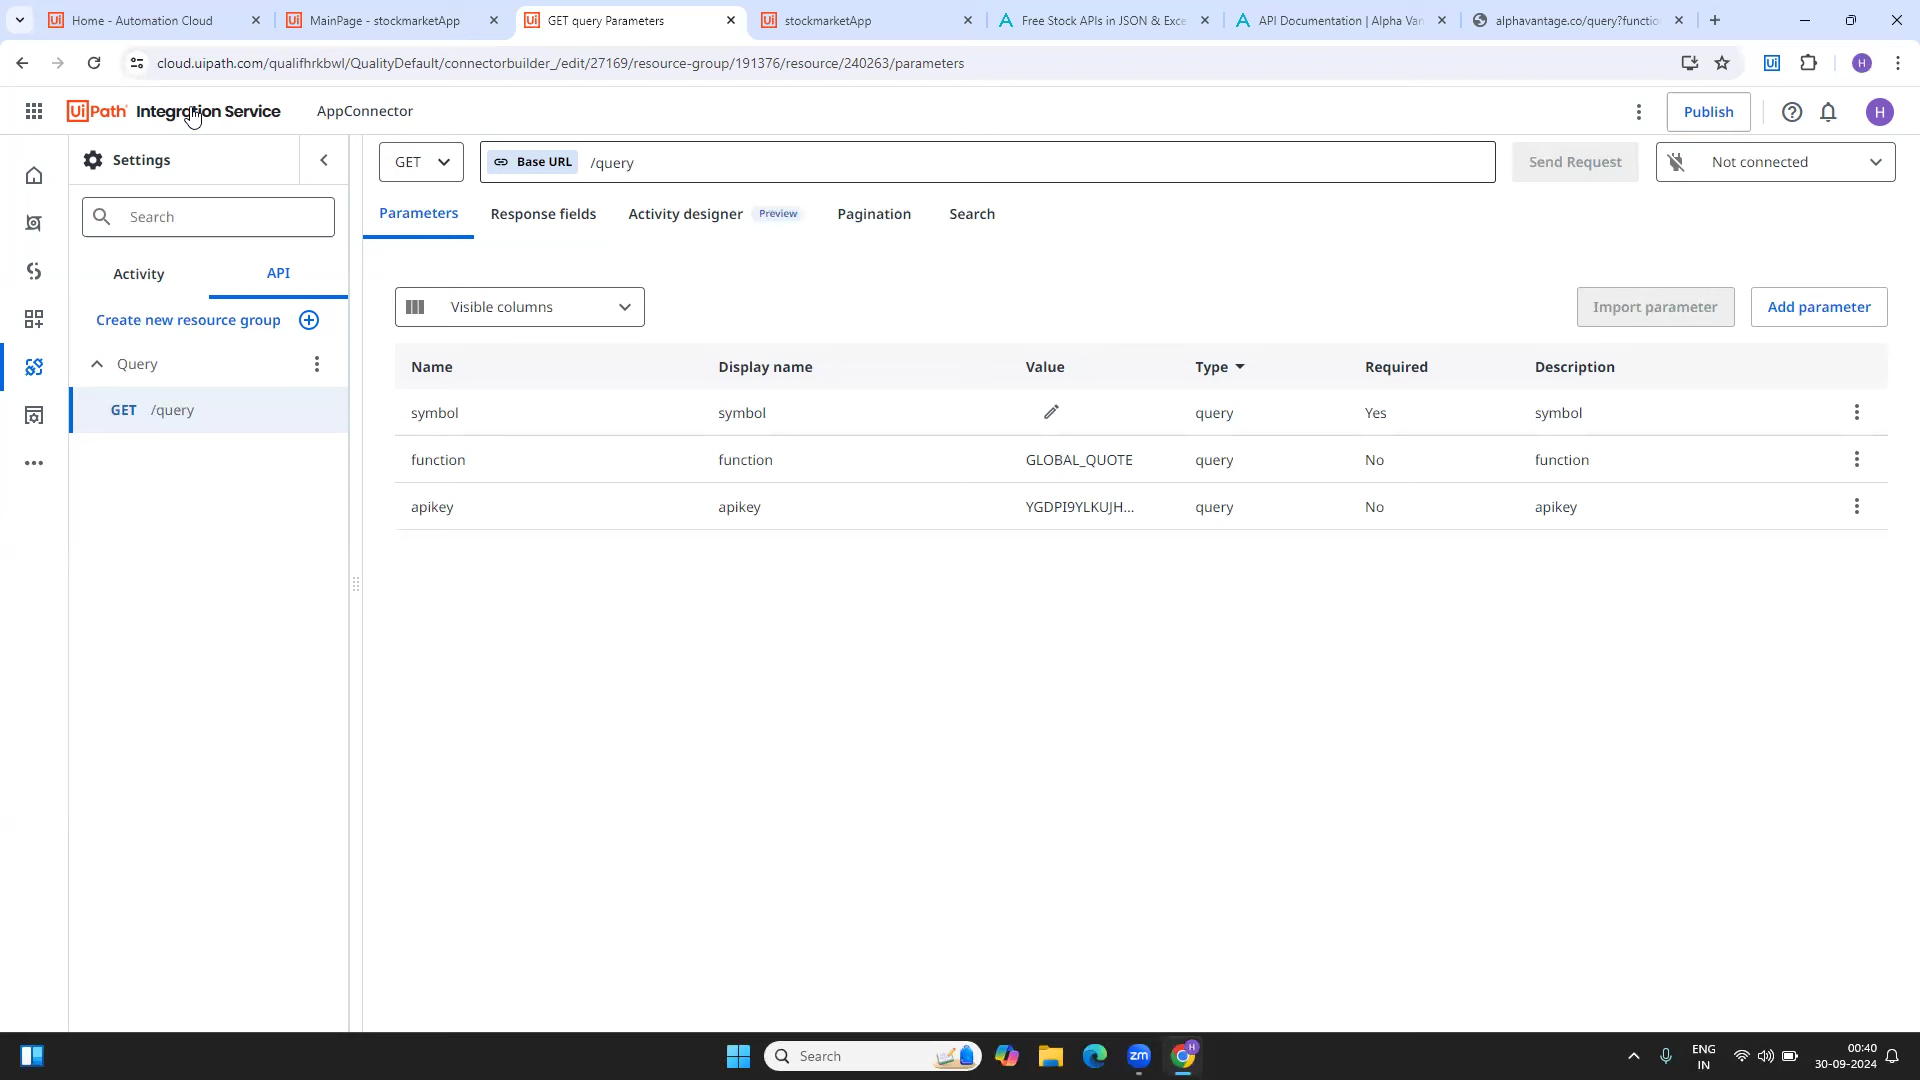 Home - Automation Cloud
MainPage - stockmarketApp
GET query Parameters
stockmarketApp
Free Stock APIs in JSON & Exce
API Documentation | Alpha Van
alphavantage.co/query?functio
cloud.uipath.com/qualifhrkbwl/QualityDefault/connectorbuilder_/edit/27169/resource-group/191376/resource/240263/parameters
H
UiPath Integration Service
AppConnector
Publish
H
Settings
GET
Base URL /query
Send Request
Not connected
Search
Parameters
Response fields
Activity designer Preview
Pagination
Search
Activity
API
Create new resource group
Visible columns
Import parameter
Add parameter
Query
GET /query
Name Display name Value Type Required Description
symbol symbol query Yes symbol
function function GLOBAL_QUOTE query No function
apikey apikey YGDPI9YLKUJH... query No apikey
Search
zm
H
ENG
IN
00:40
30-09-2024